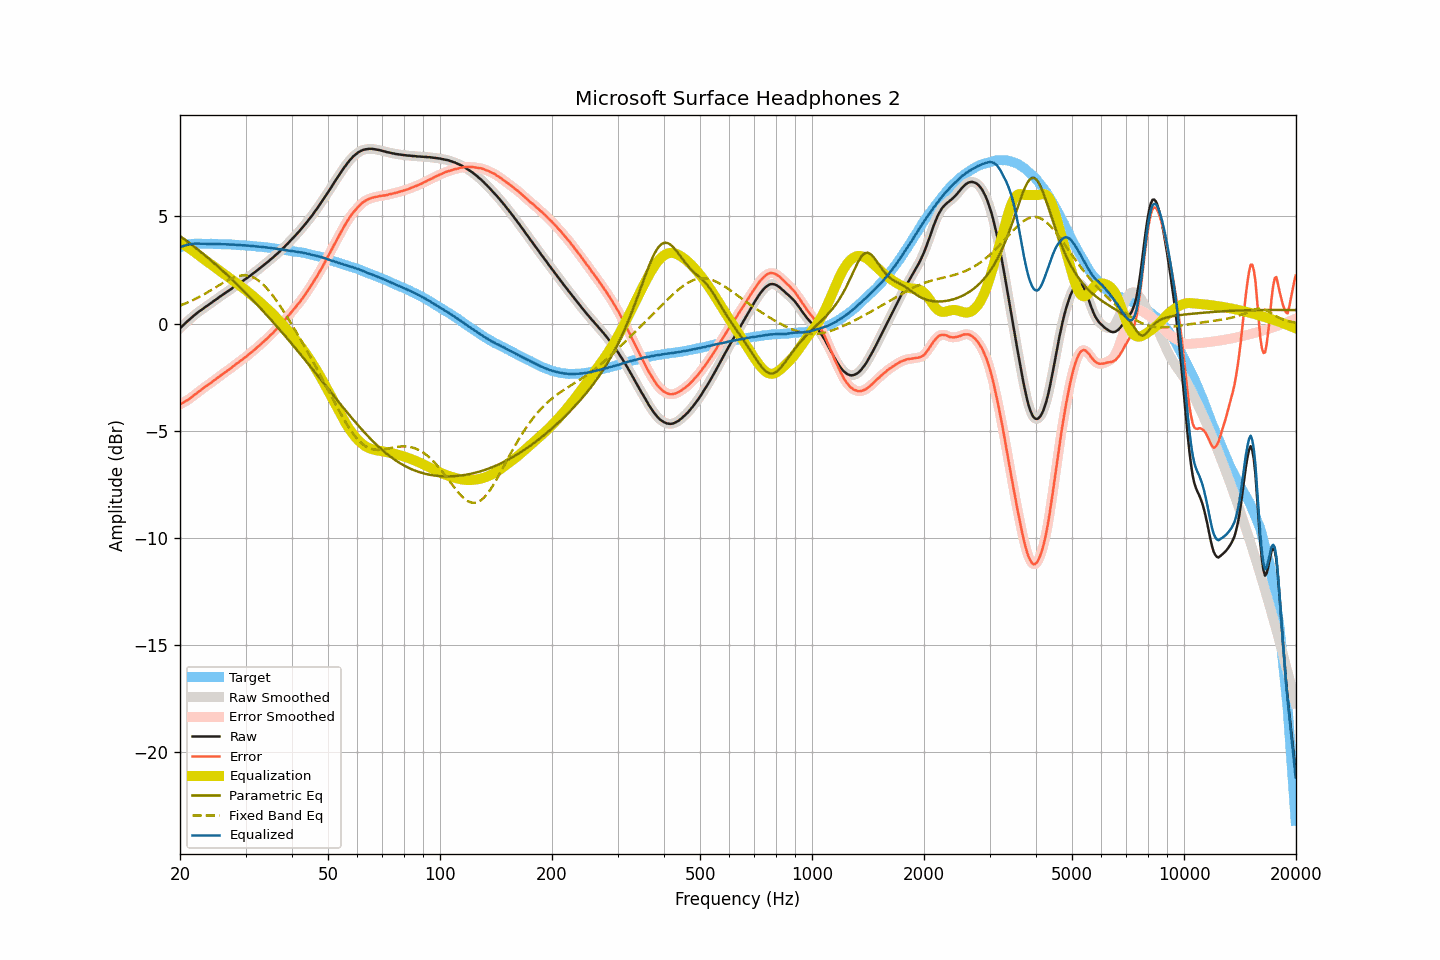 Microsoft Surface Headphones 2
5
0
−5
−10
−15
−20
Amplitude (dBr)
Target
Raw Smoothed
Error Smoothed
Raw
Error
Equalization
Parametric Eq
Fixed Band Eq
Equalized
20 50 100 200 500 1000 2000 5000 10000 20000
Frequency (Hz)